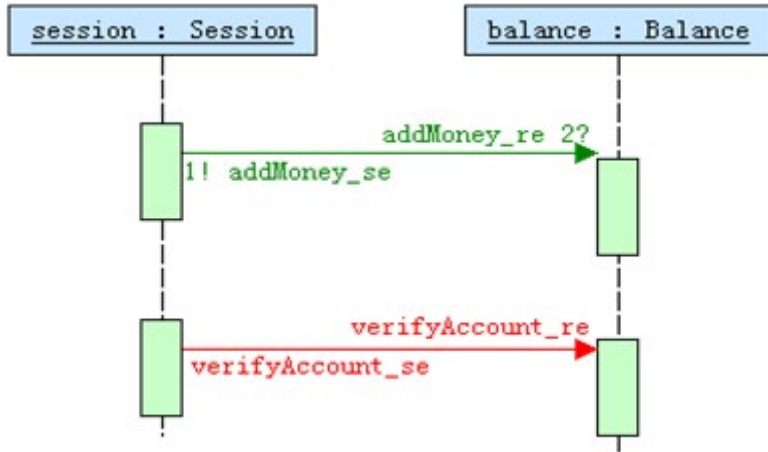 session : Session
balance : Balance
addMoney_re 2?
1! addMoney_se
verifyAccount_re
verifyAccount_se